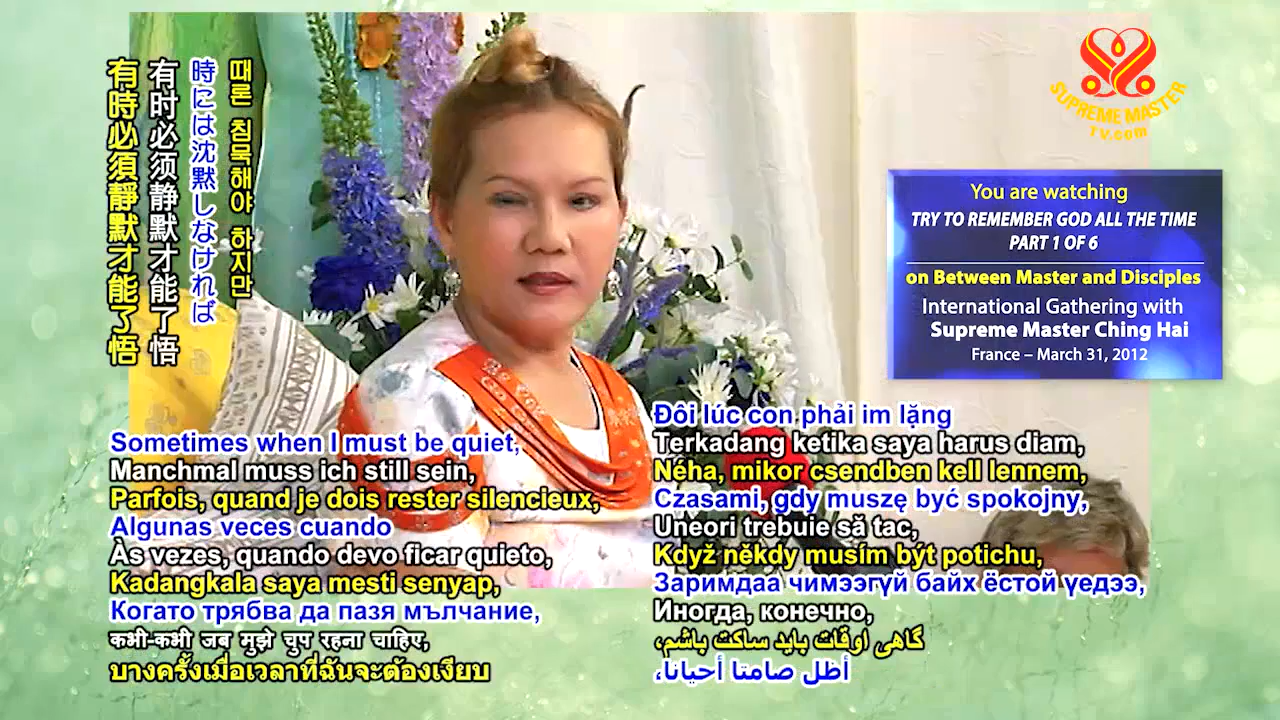 때론 침묵해야 하지만
時には沈黙しなければ
有时必须静默才能了悟
有時必須靜默才能了悟
SUPREME MASTER
TV.com
You are watching
TRY TO REMEMBER GOD ALL THE TIME
PART 1 OF 6
on Between Master and Disciples
International Gathering with
Supreme Master Ching Hai
France – March 31, 2012
Sometimes when I must be quiet,
Manchmal muss ich still sein,
Parfois, quand je dois rester silencieux,
Algunas veces cuando
Às vezes, quando devo ficar quieto,
Kadangkala saya mesti senyap,
Когато трябва да пазя мълчание,
कभी-कभी जब मुझे चुप रहना चाहिए,
บางครั้งเมื่อเวลาที่ฉันจะต้องเงียบ
Đôi lúc con phải im lặng
Terkadang ketika saya harus diam,
Néha, mikor csendben kell lennem,
Czasami, gdy muszę być spokojny,
Uneori trebuie să tac,
Když někdy musím být potichu,
Заримдаа чимээгүй байх ёстой үедээ,
Иногда, конечно,
گاهی اوقات باید ساکت باشم،
أظل صامتا أحيانا،